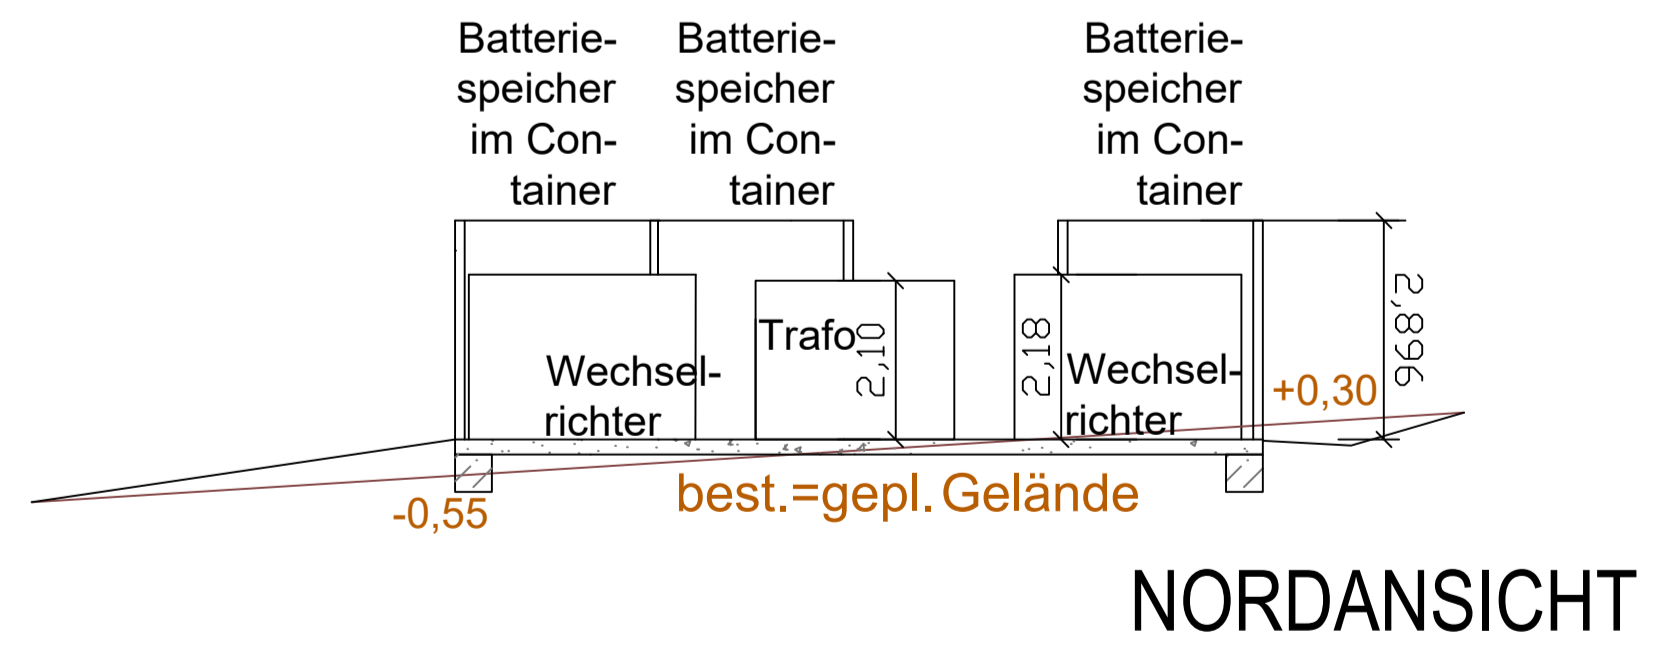 Batterie-
speicher
im Con-
tainer
Batterie-
speicher
im Con-
tainer
Batterie-
speicher
im Con-
tainer
Wechsel-
richter
Trafo
2,10
2,18
Wechsel-
richter
+0,30
2,896
-0,55
best.=gepl. Gelände
NORDANSICHT